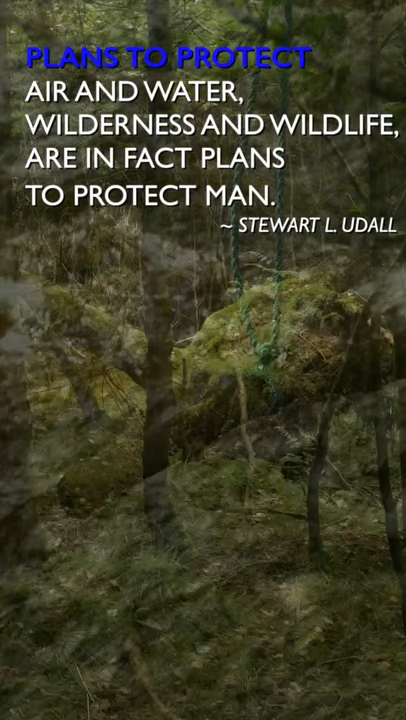 PLANS TO PROTECT
AIR AND WATER,
WILDERNESS AND WILDLIFE,
ARE IN FACT PLANS
TO PROTECT MAN.
~ STEWART L. UDALL